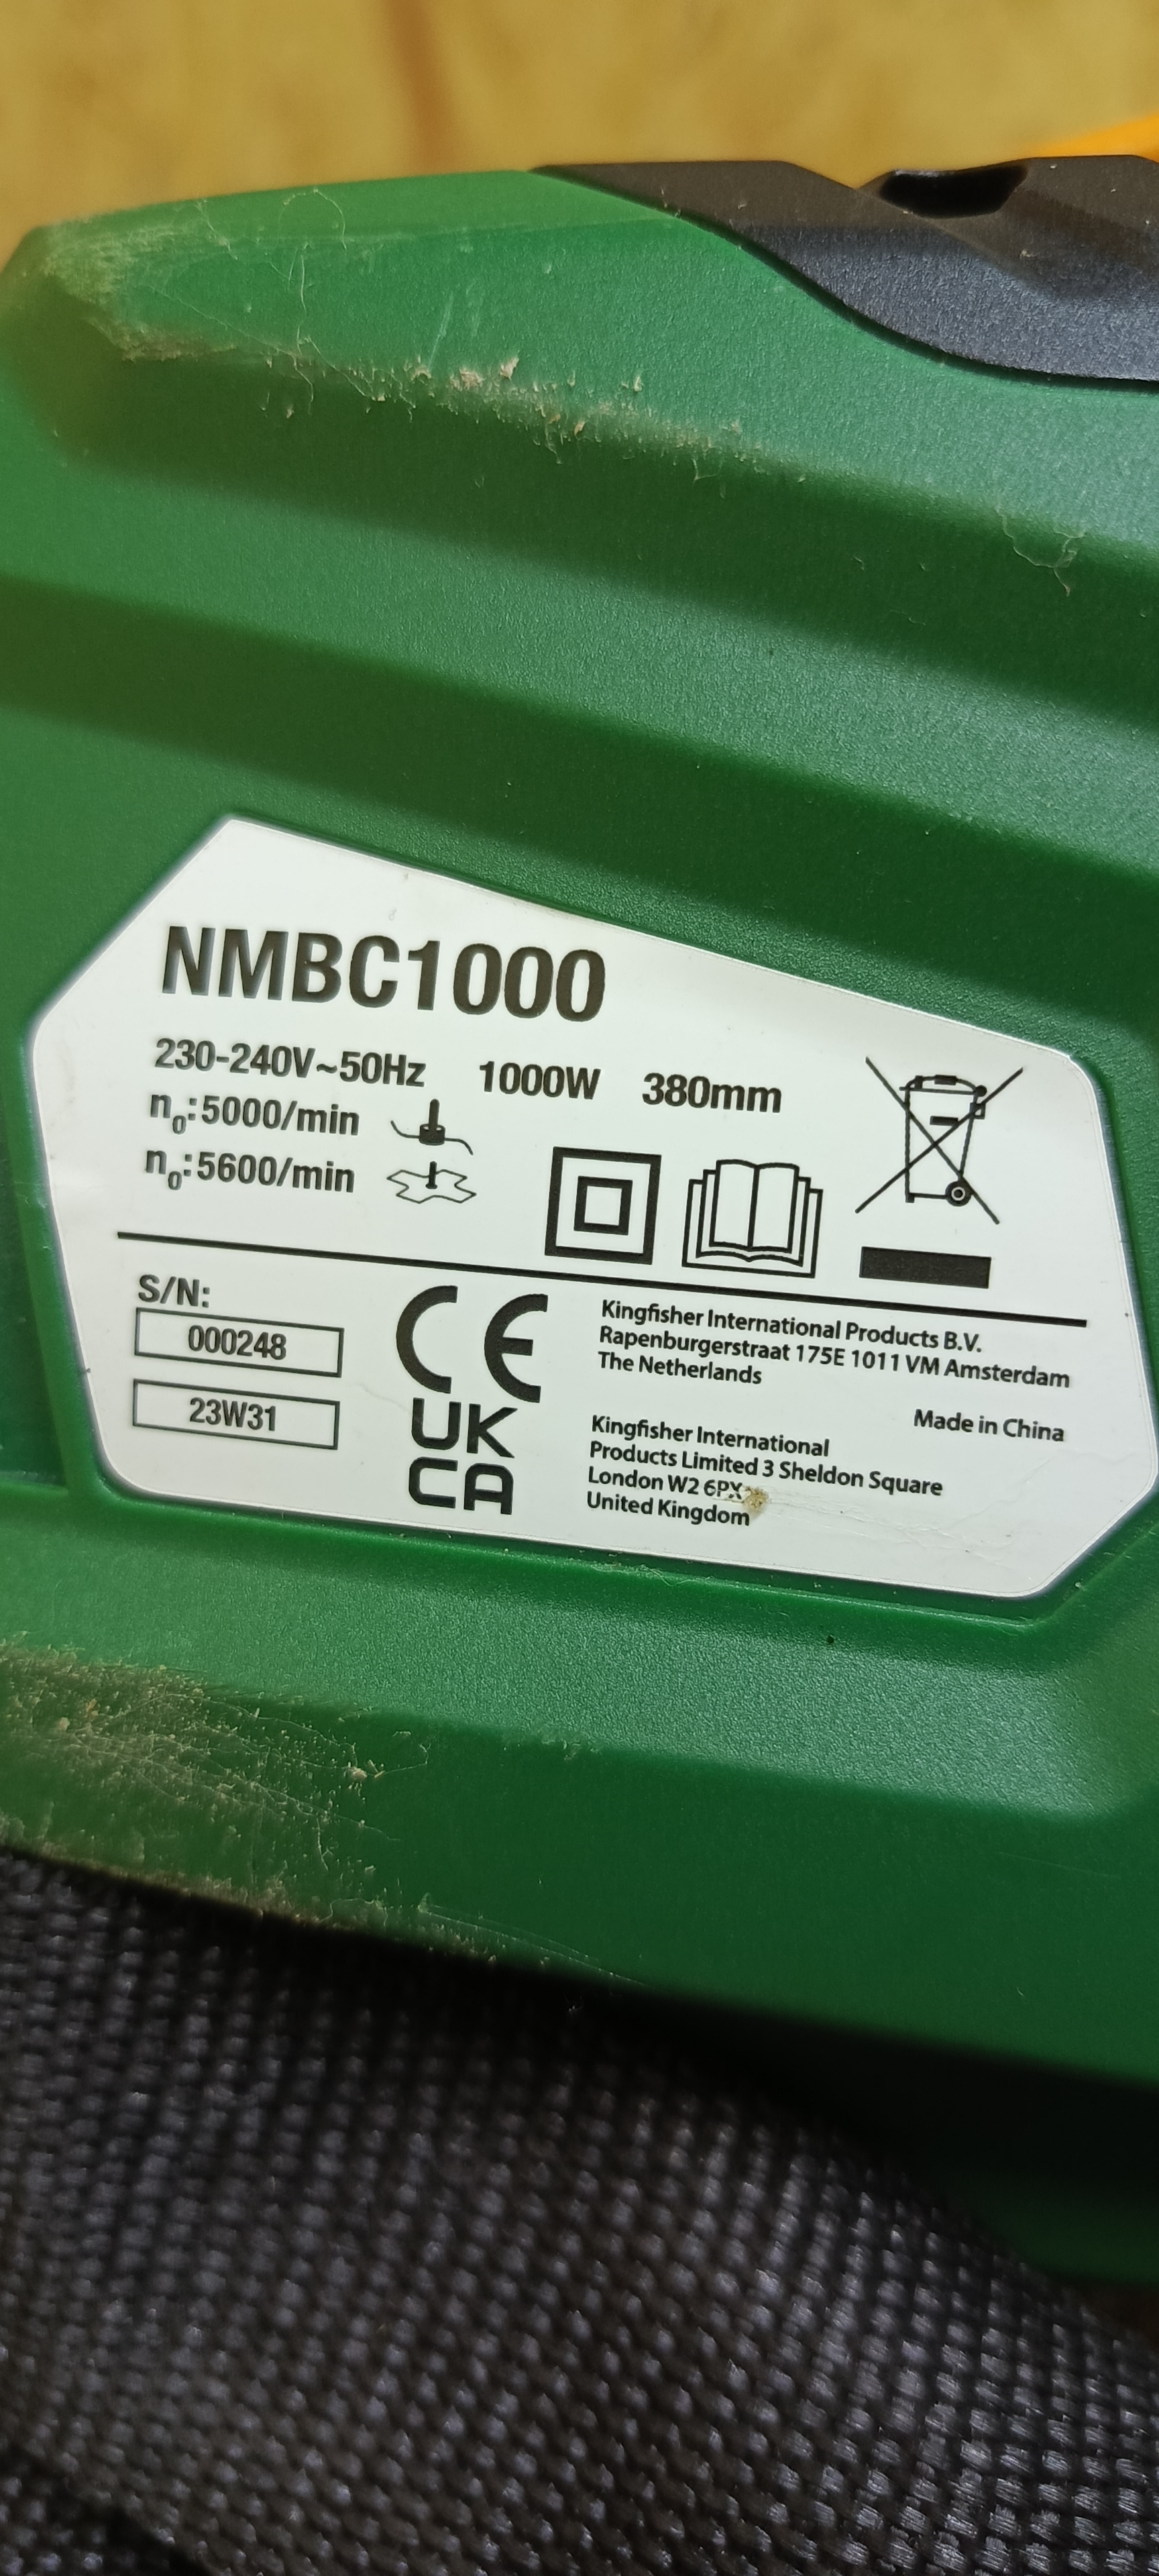 NMBC1000
230-240V~50Hz 1000W 380mm
n0:5000/min
n0:5600/min
S/N:
000248
23W31
CE
UK
CA
Kingfisher International Products B.V.
Rapenburgerstraat 175E 1011 VM Amsterdam
The Netherlands
Made in China
Kingfisher International
Products Limited 3 Sheldon Square
London W2 6PX
United Kingdom